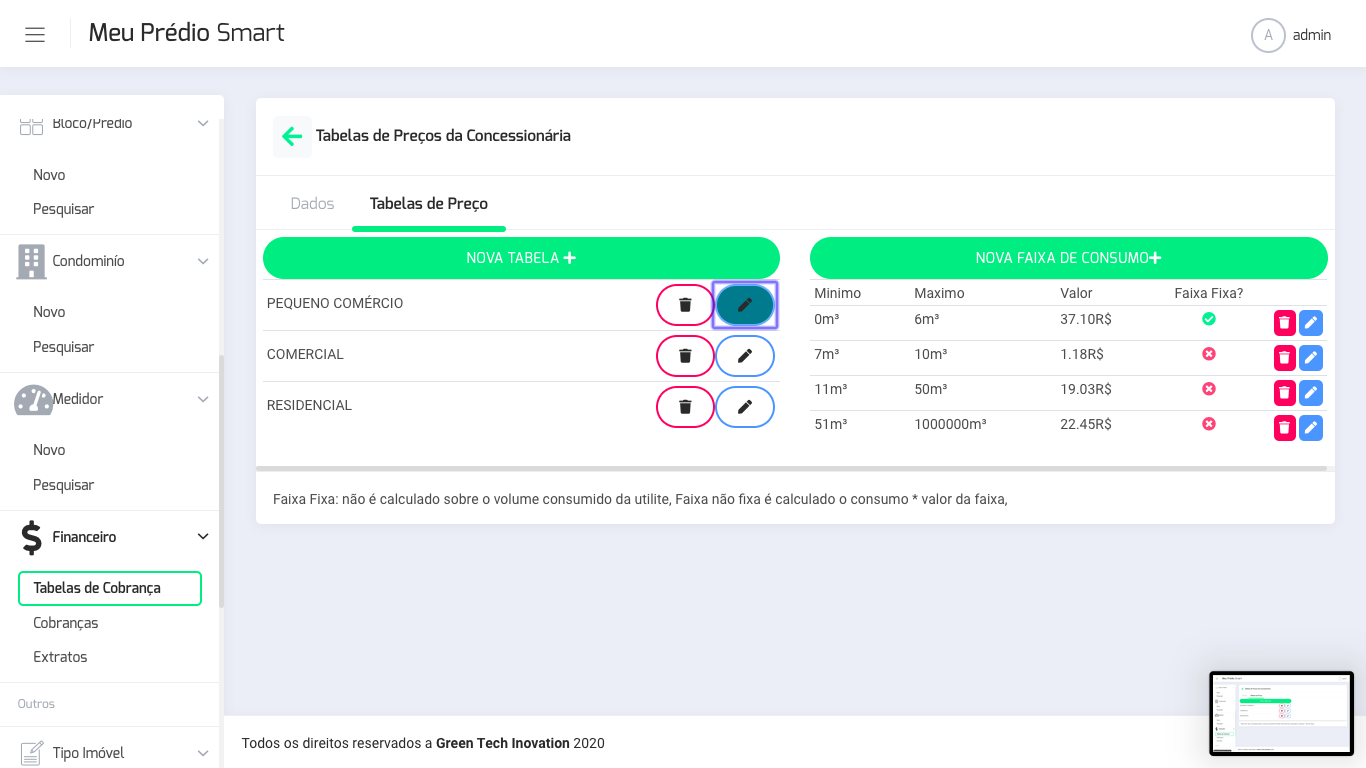 Meu Prédio Smart
A admin
Bloco/Prédio
Novo
Pesquisar
Condominío
Novo
Pesquisar
Medidor
Novo
Pesquisar
Financeiro
Tabelas de Cobrança
Cobranças
Extratos
Outros
Tipo Imóvel
Tabelas de Preços da Concessionária
Dados Tabelas de Preço
NOVA TABELA
PEQUENO COMÉRCIO
COMERCIAL
RESIDENCIAL
NOVA FAIXA DE CONSUMO
Minimo Maximo Valor Faixa Fixa?
0m³ 6m³ 37.10R$
7m³ 10m³ 1.18R$
11m³ 50m³ 19.03R$
51m³ 1000000m³ 22.45R$
Faixa Fixa: não é calculado sobre o volume consumido da utilite, Faixa não fixa é calculado o consumo * valor da faixa,
Todos os direitos reservados a Green Tech Inovation 2020